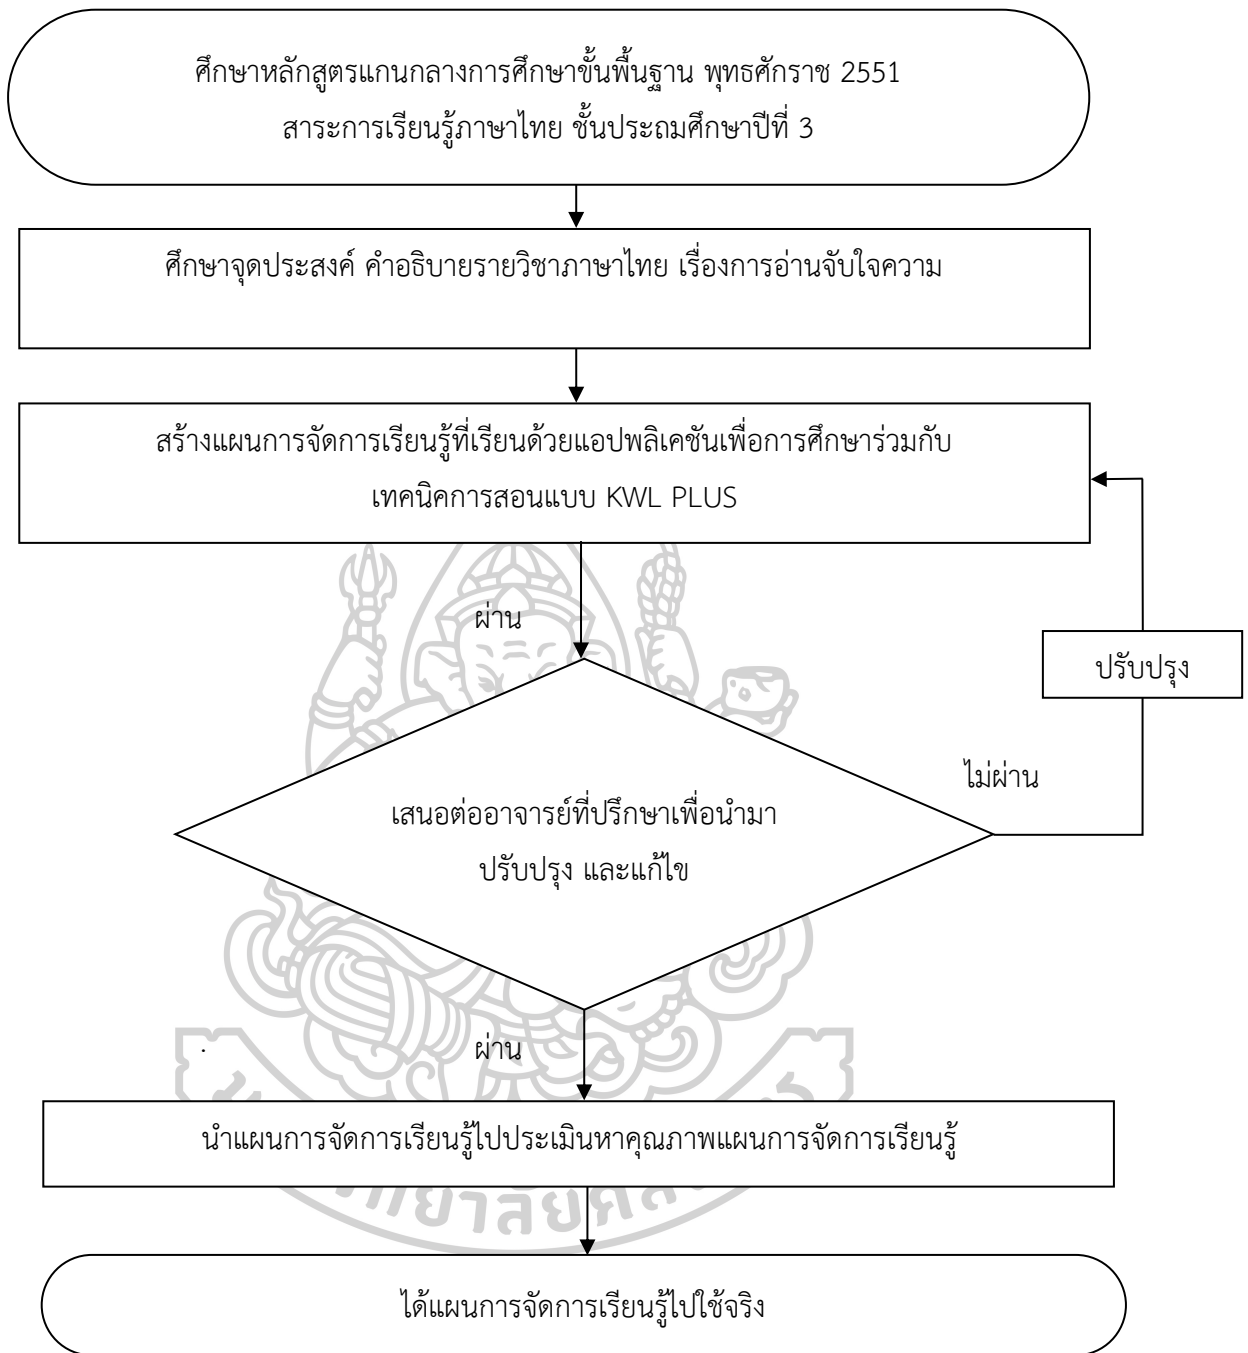 ศึกษาหลักสูตรแกนกลางการศึกษาขั้นพื้นฐาน พุทธศักราช 2551
สาระการเรียนรู้ภาษาไทย ชั้นประถมศึกษาปีที่ 3
ศึกษาจุดประสงค์ คำอธิบายรายวิชาภาษาไทย เรื่องการอ่านจับใจความ
สร้างแผนการจัดการเรียนรู้ที่เรียนด้วยแอปพลิเคชันเพื่อการศึกษาร่วมกับ
เทคนิคการสอนแบบ KWL PLUS
ผ่าน
ปรับปรุง
ไม่ผ่าน
เสนอต่ออาจารย์ที่ปรึกษาเพื่อนำมา
ปรับปรุง และแก้ไข
ผ่าน
นำแผนการจัดการเรียนรู้ไปประเมินหาคุณภาพแผนการจัดการเรียนรู้
ได้แผนการจัดการเรียนรู้ไปใช้จริง